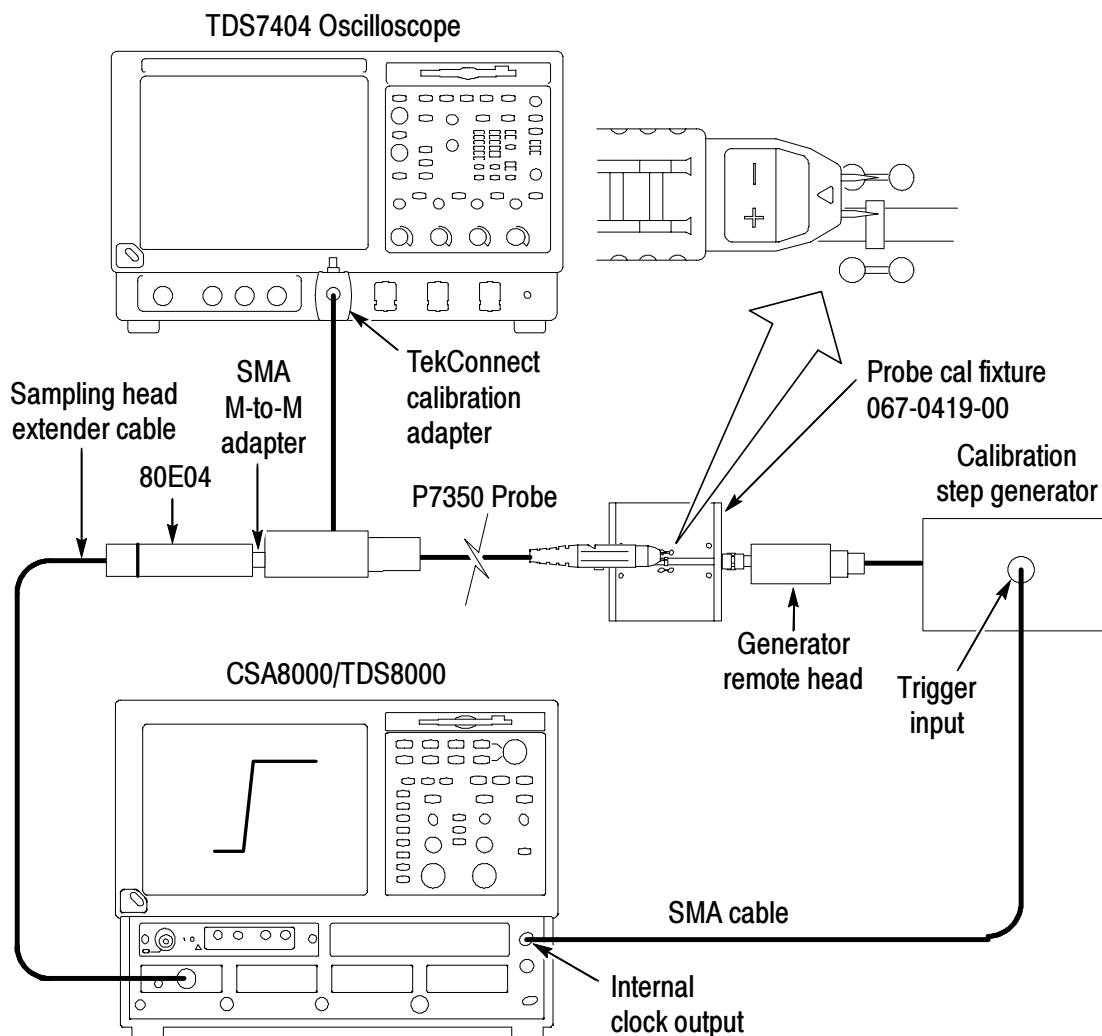 TDS7404 Oscilloscope
−
+
TekConnect
calibration
adapter
Probe cal fixture
067-0419-00
SMA
M-to-M
adapter
Sampling head
extender cable
80E04
P7350 Probe
Calibration
step generator
Generator
remote head
Trigger
input
CSA8000/TDS8000
SMA cable
Internal
clock output